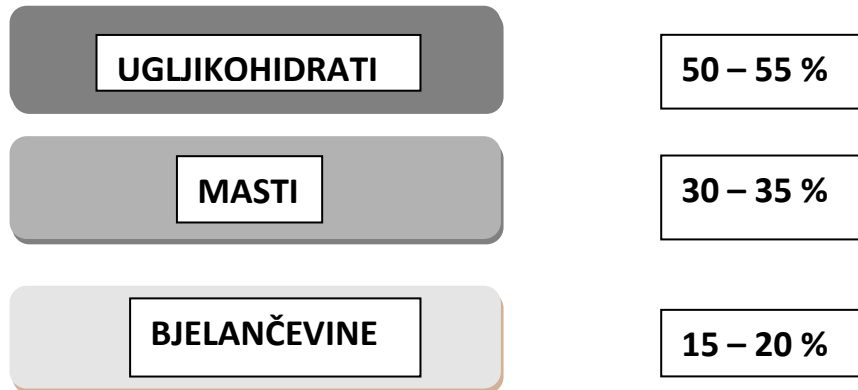 UGLJIKOHIDRATI
50 – 55 %
MASTI
30 – 35 %
BJELANČEVINE
15 – 20 %